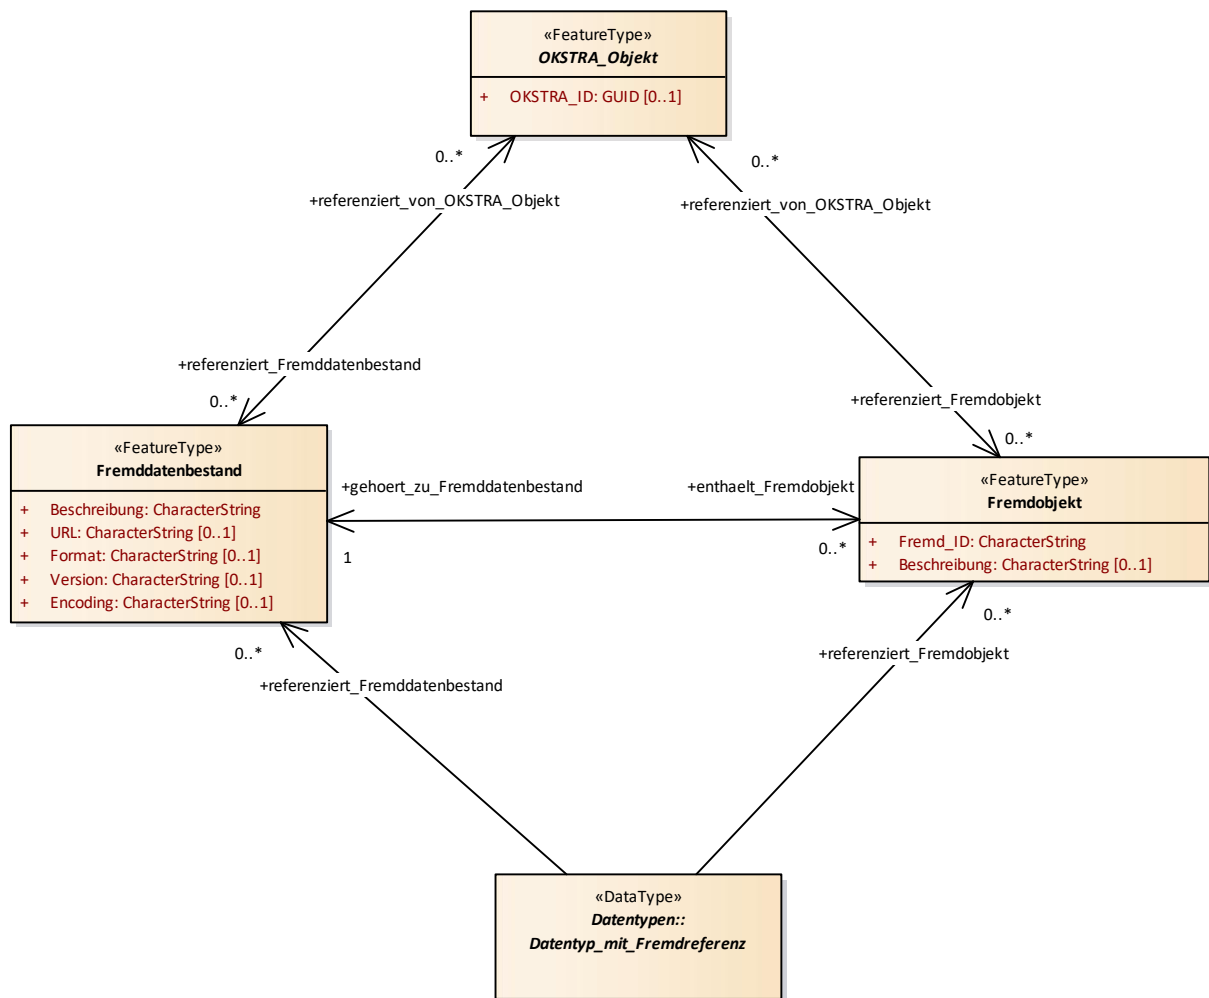 «FeatureType»
OKSTRA_Objekt
+ OKSTRA_ID: GUID [0..1]
0..*
0..*
+referenziert_von_OKSTRA_Objekt
+referenziert_von_OKSTRA_Objekt
+referenziert_Fremddatenbestand
0..*
+referenziert_Fremdobjekt
0..*
«FeatureType»
Fremddatenbestand
+ Beschreibung: CharacterString
+ URL: CharacterString [0..1]
+ Format: CharacterString [0..1]
+ Version: CharacterString [0..1]
+ Encoding: CharacterString [0..1]
+gehoert_zu_Fremddatenbestand
1
+enthaelt_Fremdobjekt
0..*
«FeatureType»
Fremdobjekt
+ Fremd_ID: CharacterString
+ Beschreibung: CharacterString [0..1]
0..*
+referenziert_Fremddatenbestand
0..*
+referenziert_Fremdobjekt
«DataType»
Datentypen::
Datentyp_mit_Fremdreferenz